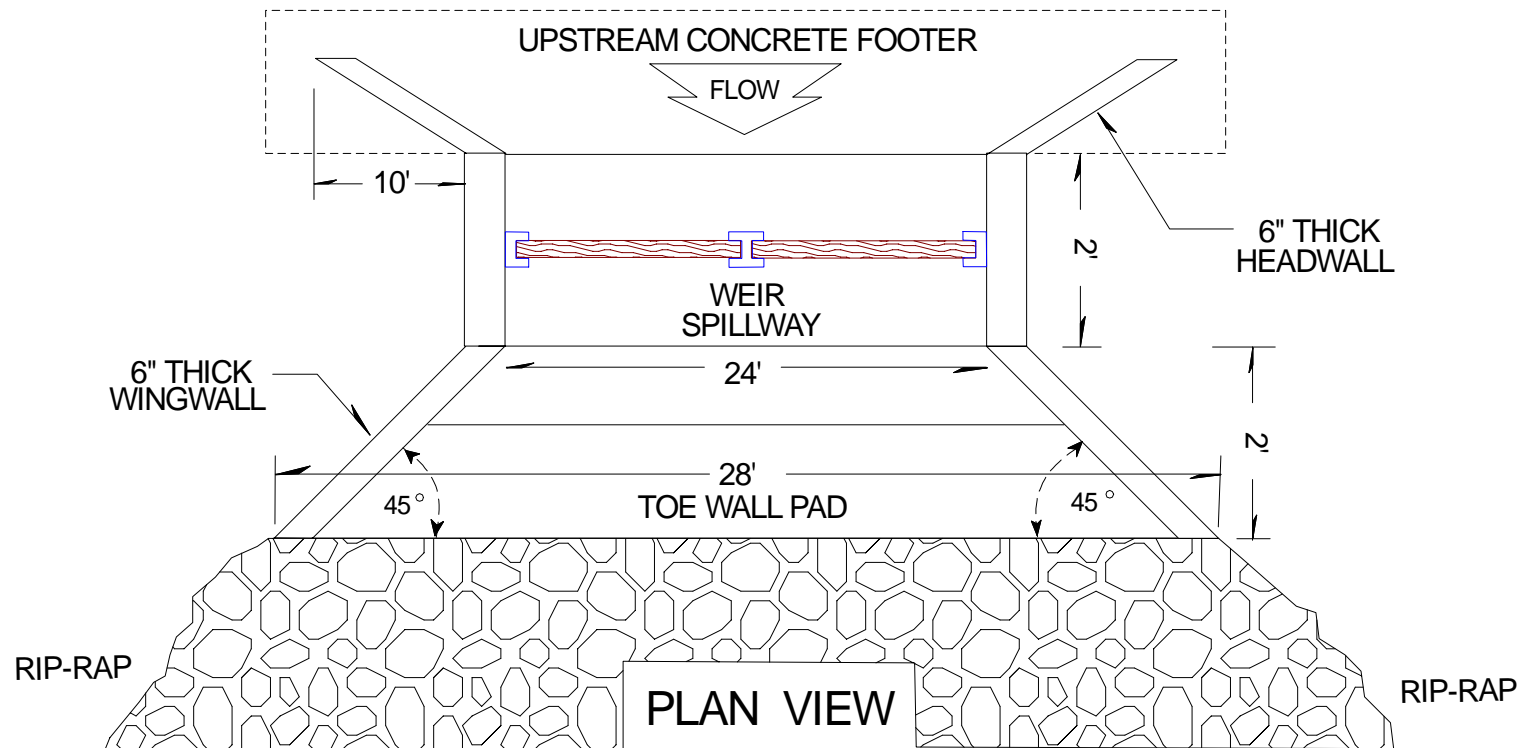 UPSTREAM CONCRETE FOOTER
FLOW
10'
2'
6" THICK
HEADWALL
WEIR
SPILLWAY
6" THICK
WINGWALL
24'
2'
28'
45°
TOE WALL PAD
45°
RIP-RAP
PLAN VIEW
RIP-RAP